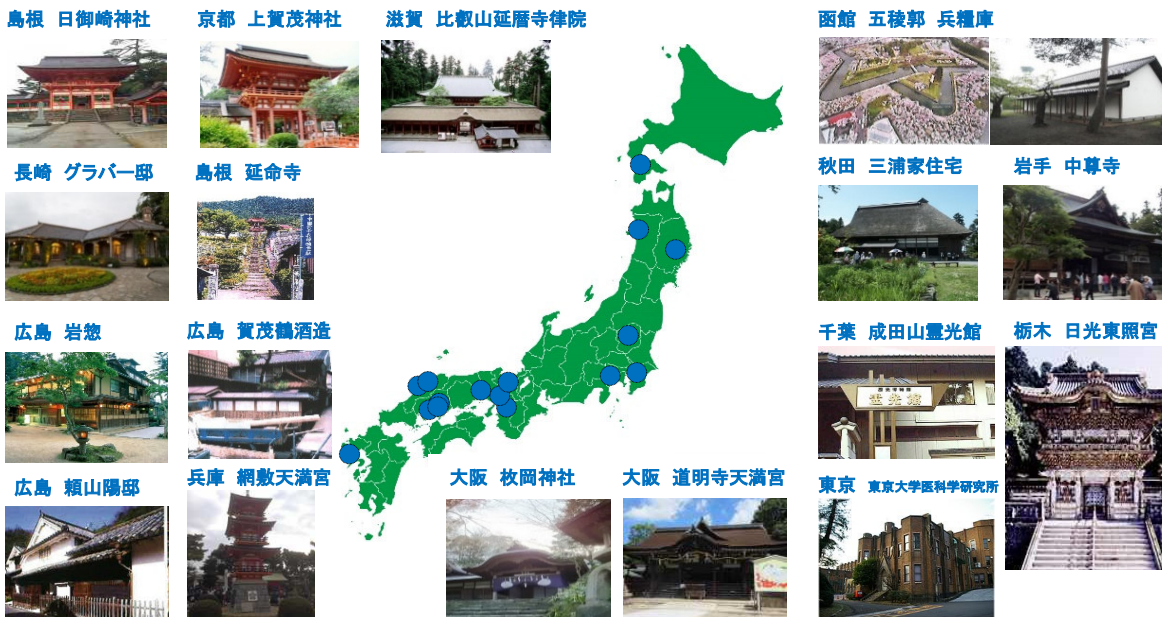 島根 日御崎神社
京都 上賀茂神社
滋賀 比叡山延暦寺律院
函館 五稜郭 兵糧庫
長崎 グラバー邸
島根 延命寺
秋田 三浦家住宅
岩手 中尊寺
広島 岩惣
広島 賀茂鶴酒造
千葉 成田山霊光館
栃木 日光東照宮
霊光館
広島 頼山陽邸
兵庫 網敷天満宮
大阪 枚岡神社
大阪 道明寺天満宮
東京 東京大学医科学研究所